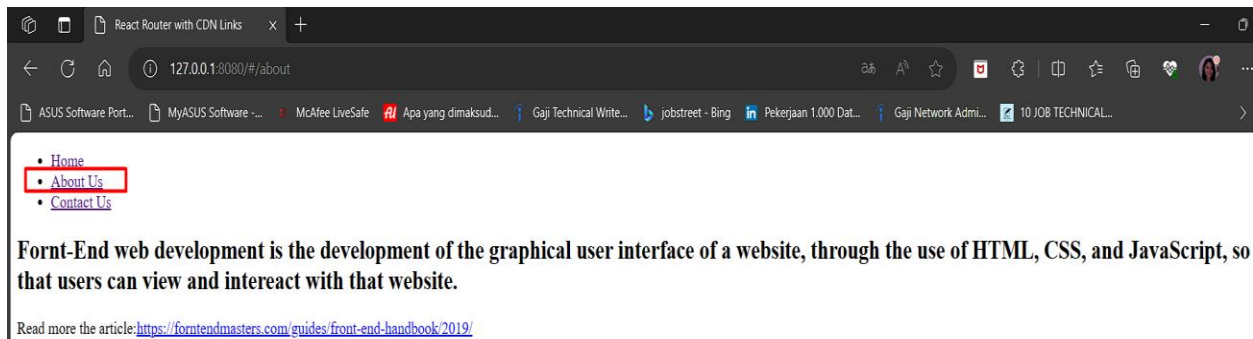 React Router with CDN Links
127.0.0.1:8080/#/about
ASUS Software Port... MyASUS Software -... McAfee LiveSafe Apa yang dimaksud... Gaji Technical Write... jobstreet - Bing Pekerjaan 1.000 Dat... Gaji Network Admi... 10 JOB TECHNICAL...
Home
About Us
Contact Us
Fornt-End web development is the development of the graphical user interface of a website, through the use of HTML, CSS, and JavaScript, so
that users can view and intereact with that website.
Read more the article:https://forntendmasters.com/guides/front-end-handbook/2019/